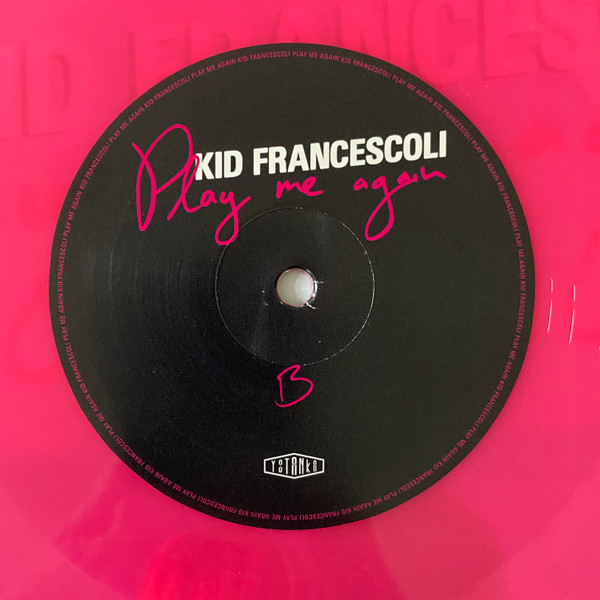 KID FRANCESCOLI
Play me again
B
YOTANKA
KID FRANCESCOLI PLAY ME AGAIN KID FRANCESCOLI PLAY ME AGAIN KID FRANCESCOLI PLAY ME AGAIN KID FRANCESCOLI PLAY ME AGAIN KID FRANCESCOLI PLAY ME AGAIN KID FRANCESCOLI PLAY ME AGAIN KID FRANCESCOLI PLAY ME AGAIN